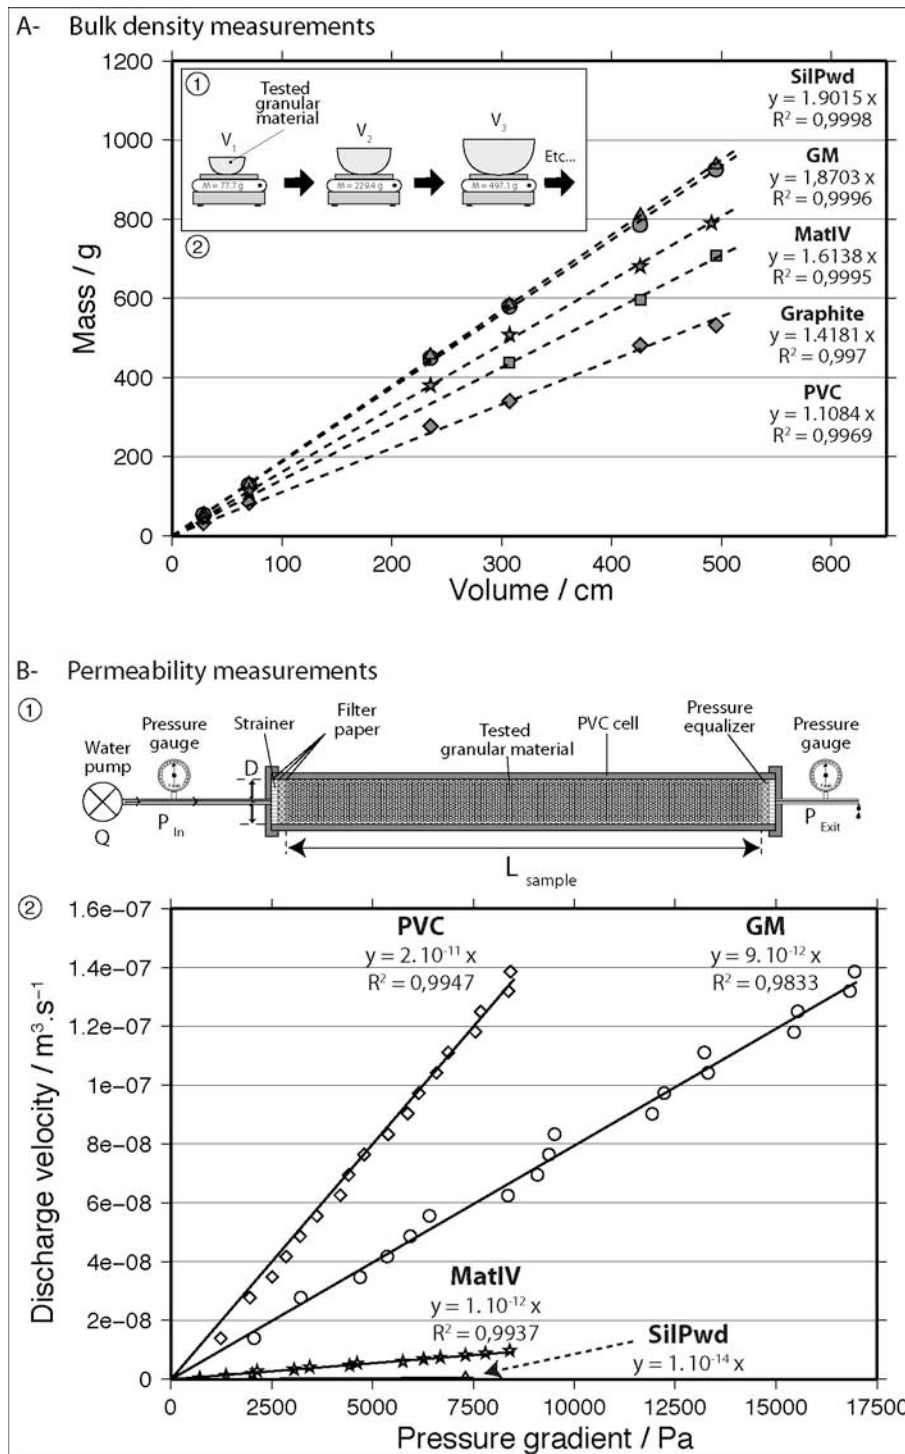 A- Bulk density measurements
1200
1000
800
600
400
200
0
Mass / g
1
Tested
granular
material
V1
V2
V3
Etc...
M = 77.7 g
M = 229.4 g
M = 497.1 g
2
SilPwd
y = 1.9015 x
R² = 0,9998
GM
y = 1,8703 x
R² = 0,9996
MatIV
y = 1.6138 x
R² = 0,9995
Graphite
y = 1.4181 x
R² = 0,997
PVC
y = 1.1084 x
R² = 0,9969
0 100 200 300 400 500 600
Volume / cm
B- Permeability measurements
1
Water
pump
Q
Pressure
gauge
P In
Strainer
Filter
paper
D
Tested
granular material
PVC cell
Pressure
equalizer
Pressure
gauge
P Exit
L sample
2
1.6e-07
1.4e-07
1.2e-07
1e-07
8e-08
6e-08
4e-08
2e-08
0
Discharge velocity / m³.s⁻¹
PVC
y = 2.10⁻¹¹ x
R² = 0,9947
GM
y = 9.10⁻¹² x
R² = 0,9833
MatIV
y = 1.10⁻¹² x
R² = 0,9937
SilPwd
y = 1.10⁻¹⁴ x
0 2500 5000 7500 10000 12500 15000 17500
Pressure gradient / Pa